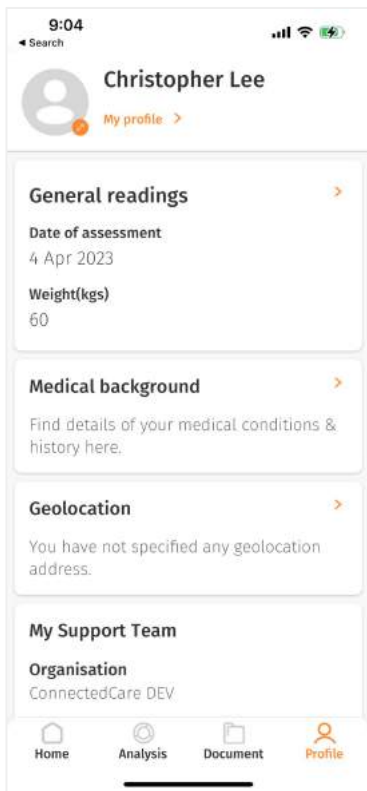 9:04
◀ Search
Christopher Lee
My profile >
General readings >
Date of assessment
4 Apr 2023
Weight(kgs)
60
Medical background >
Find details of your medical conditions &
history here.
Geolocation >
You have not specified any geolocation
address.
My Support Team
Organisation
ConnectedCare DEV
Home Analysis Document Profile